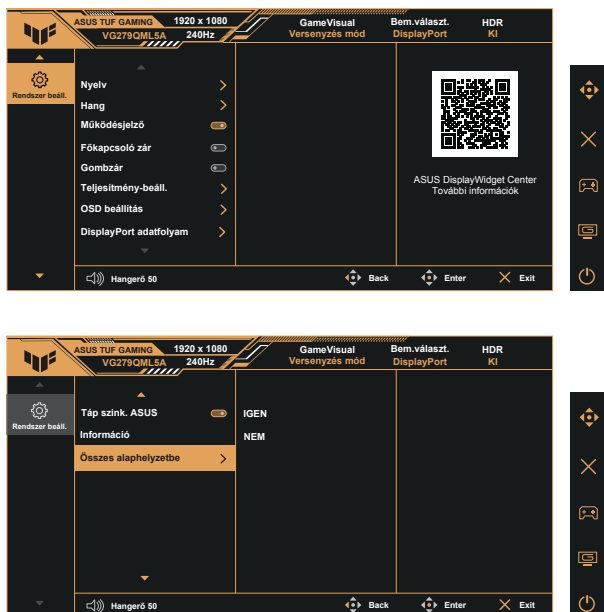 ASUS TUF GAMING 1920 x 1080 GameVisual Bem.választ. HDR
VG279QML5A 240Hz Versenyzés mód DisplayPort KI
Rendszer beáll.
Nyelv
Hang
Működésjelző
Főkapcsoló zár
Gombzár
Teljesítmény-beáll.
OSD beállítás
DisplayPort adatfolyam
ASUS DisplayWidget Center
További információk
Hangerő 50 Back Enter Exit
ASUS TUF GAMING 1920 x 1080 GameVisual Bem.választ. HDR
VG279QML5A 240Hz Versenyzés mód DisplayPort KI
Rendszer beáll.
Táp szink. ASUS IGEN
Információ NEM
Összes alaphelyzetbe
Hangerő 50 Back Enter Exit